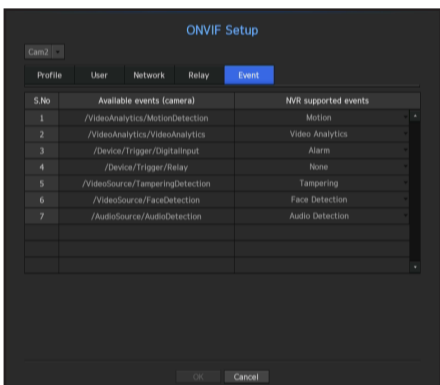 ONVIF Setup
Cam2
Profile User Network Relay Event
S.No Available events (camera) NVR supported events
1 /VideoAnalytics/MotionDetection Motion
2 /VideoAnalytics/VideoAnalytics Video Analytics
3 /Device/Trigger/DigitalInput Alarm
4 /Device/Trigger/Relay None
5 /VideoSource/TamperingDetection Tampering
6 /VideoSource/FaceDetection Face Detection
7 /AudioSource/AudioDetection Audio Detection
OK Cancel